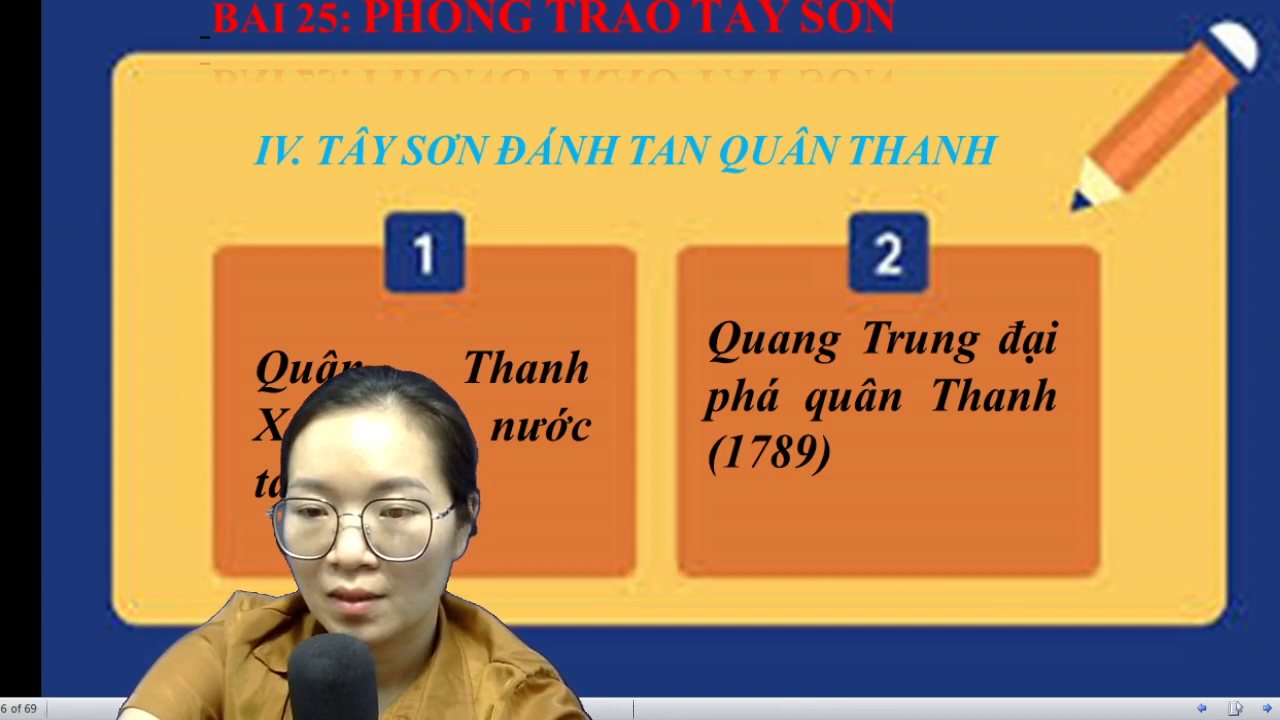 BÀI 25: PHONG TRÀO TÂY SƠN
IV. TÂY SƠN ĐÁNH TAN QUÂN THANH
1
2
Quân Thanh
nước
Quang Trung đại
phá quân Thanh
(1789)
6 of 69